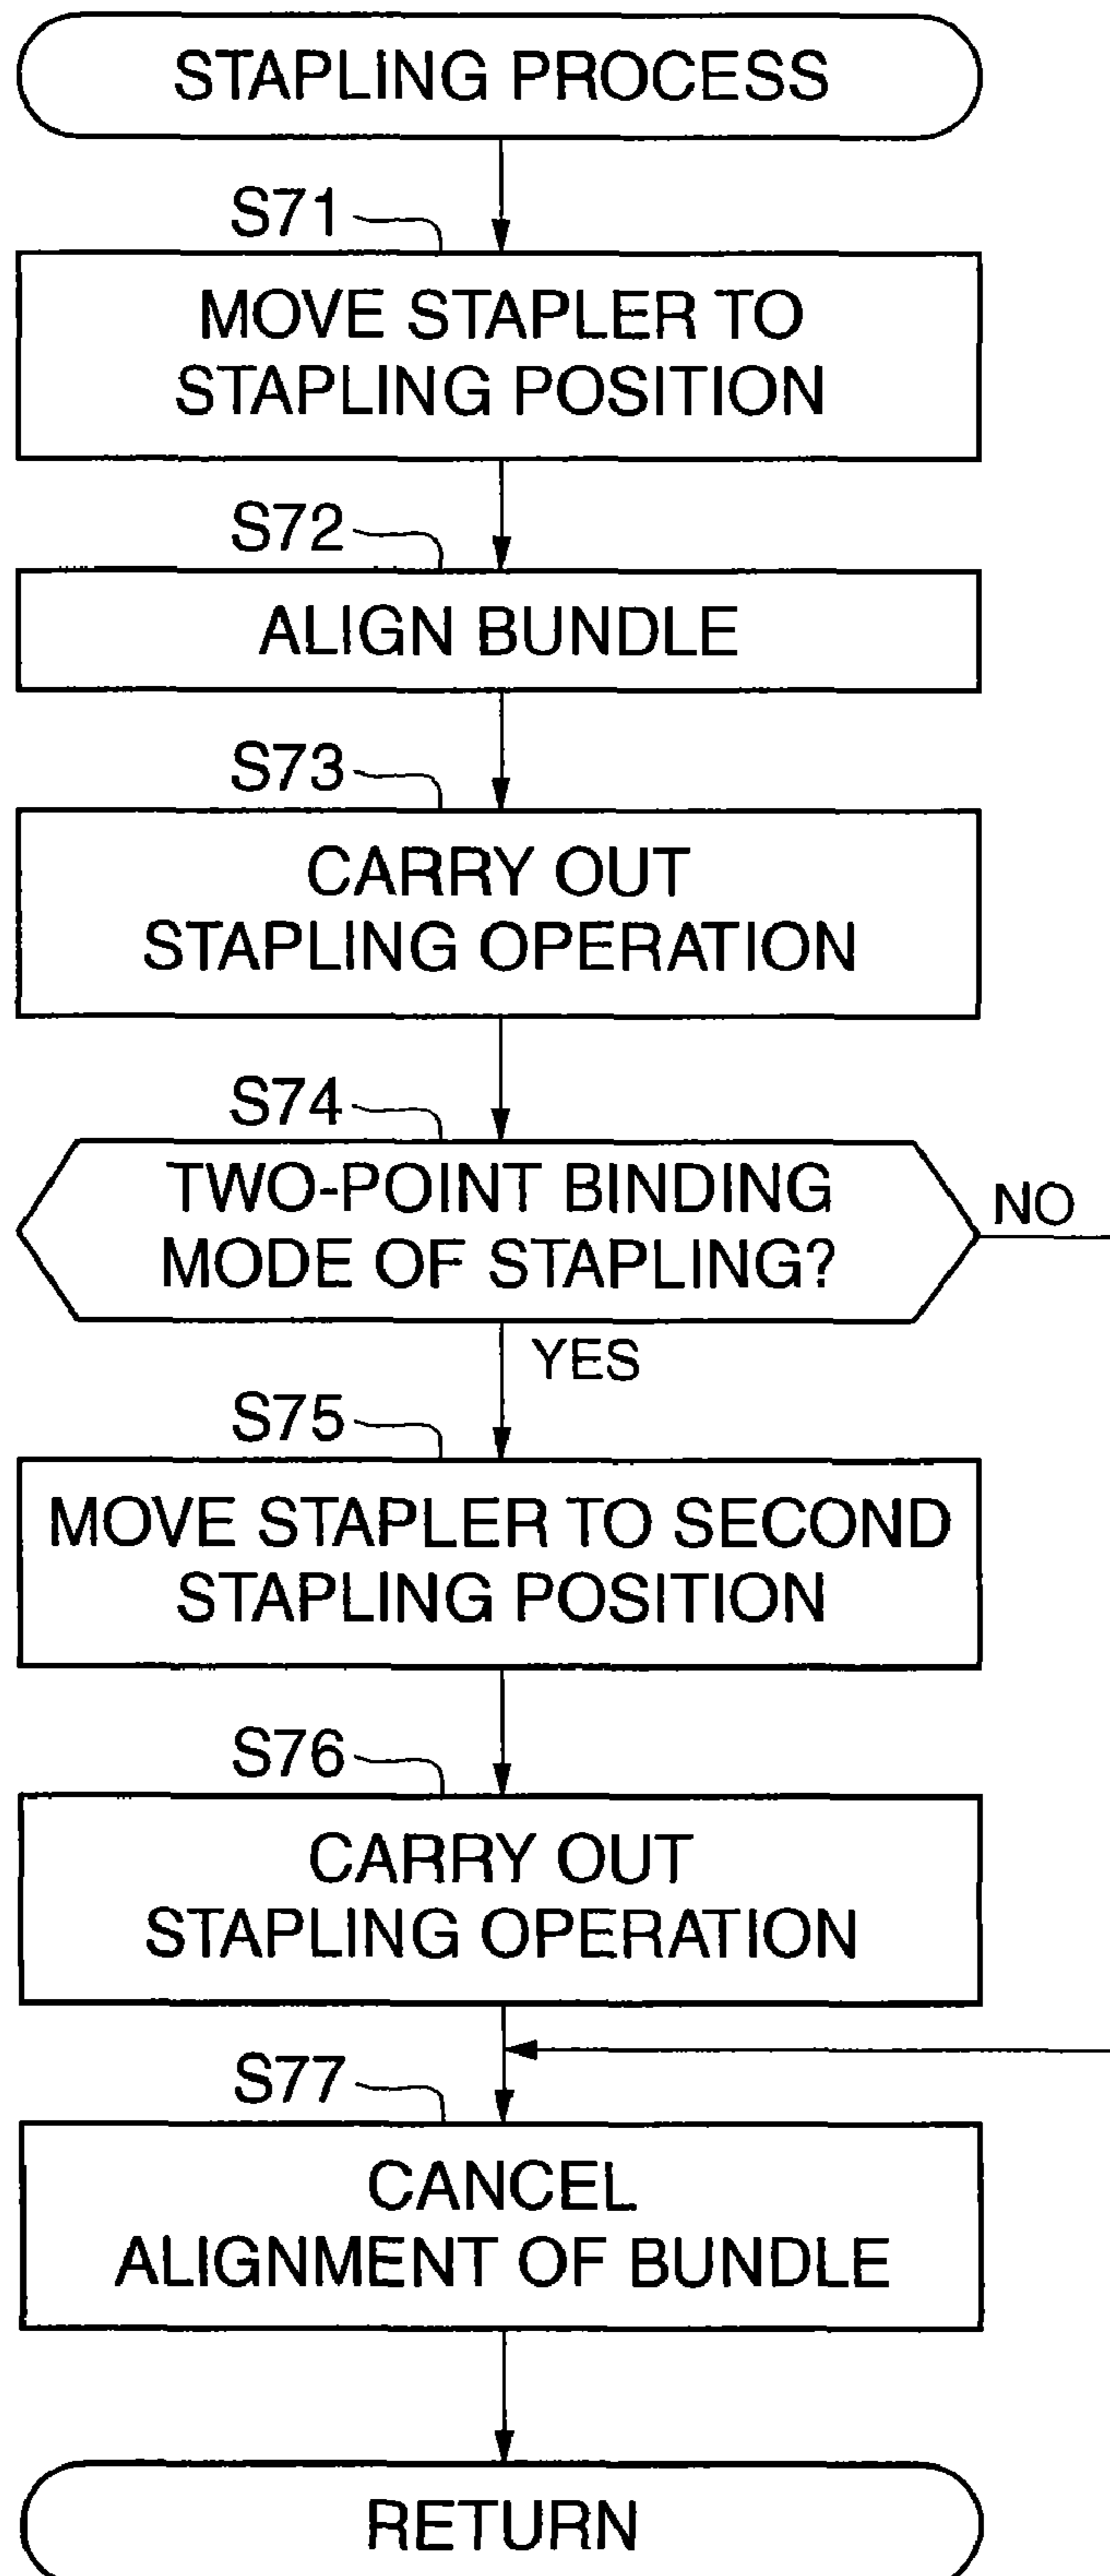 STAPLING PROCESS
S71
MOVE STAPLER TO
STAPLING POSITION
S72
ALIGN BUNDLE
S73
CARRY OUT
STAPLING OPERATION
S74
TWO-POINT BINDING
MODE OF STAPLING?
NO
YES
S75
MOVE STAPLER TO SECOND
STAPLING POSITION
S76
CARRY OUT
STAPLING OPERATION
S77
CANCEL
ALIGNMENT OF BUNDLE
RETURN